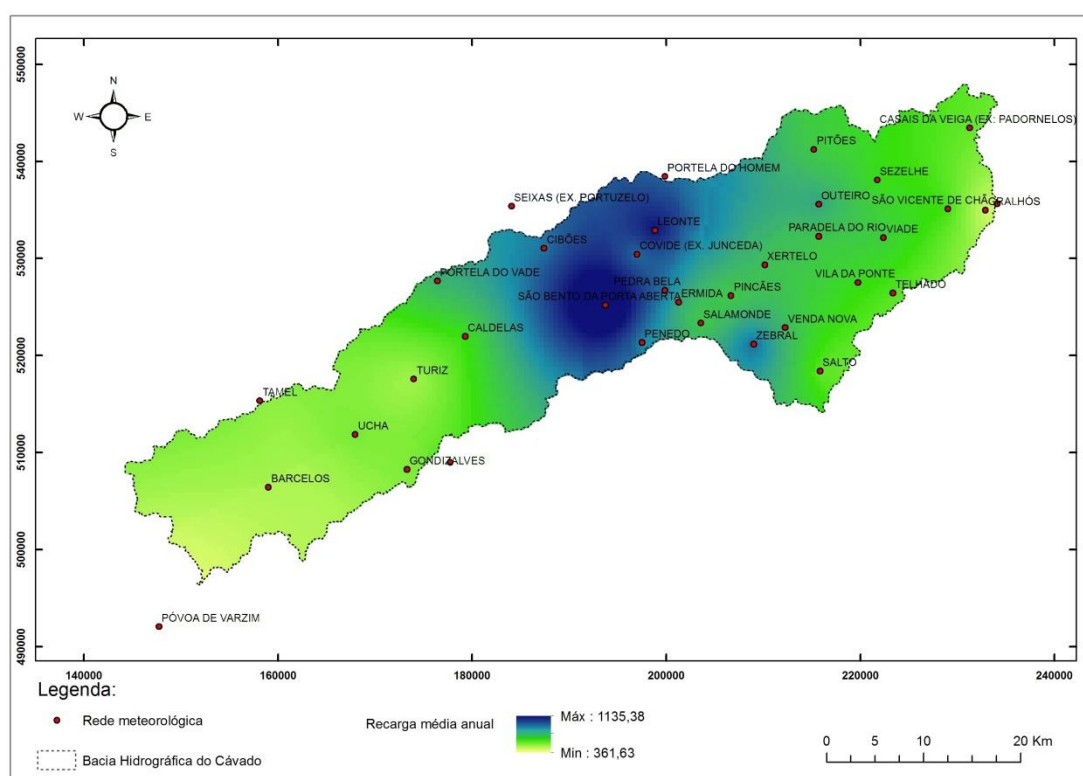 550000
540000
530000
520000
510000
500000
490000
N
W
E
S
CASAIS DA VEIGA (EX: PADORNELOS)
PITÕES
PORTELA DO HOMEM
SEZELHE
SEIXAS (EX. PORTUZELO)
OUTEIRO
SÃO VICENTE DE CHÃ
GRALHÓS
LEONTE
CIBÕES
COVIDE (EX. JUNCEDA)
PARADELA DO RIO
VIADE
XERTELO
PORTELA DO VADE
PEDRA BELA
VILA DA PONTE
SÃO BENTO DA PORTA ABERTA
ERMIDA
PINCÃES
TELHADO
CALDELAS
SALAMONDE
VENDA NOVA
PENEDO
ZEBRAL
TURIZ
SALTO
TAMEL
UCHA
GONDIZALVES
BARCELOS
PÓVOA DE VARZIM
140000
160000
180000
200000
220000
240000
Legenda:
Rede meteorológica
Bacia Hidrográfica do Cávado
Recarga média anual
Máx : 1135,38
Min : 361,63
0
5
10
20 Km